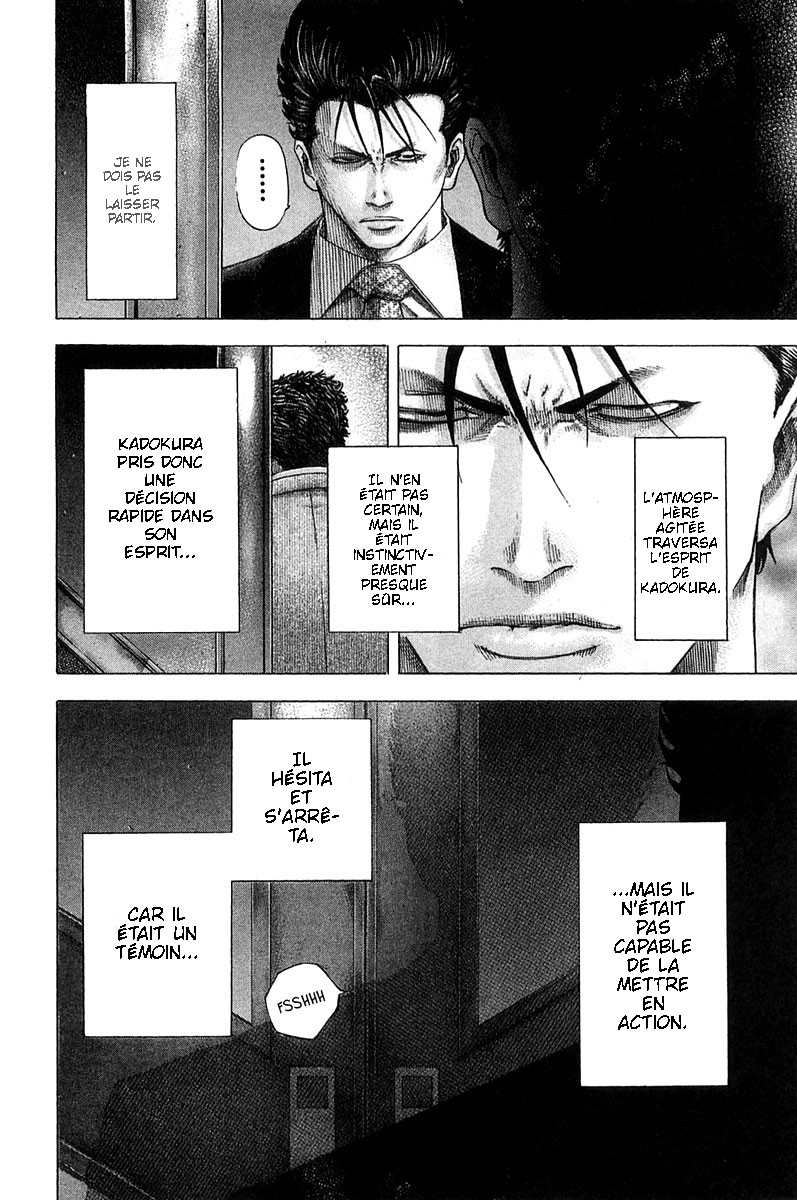 ......
JE NE
DOIS PAS
LE
LAISSER
PARTIR.
L'ATMOSP-
HÈRE
AGITÉE
TRAVERSA
L'ESPRIT
DE
KADOKURA.
IL N'EN
ÉTAIT PAS
CERTAIN,
MAIS IL
ÉTAIT
INSTINCTIV-
EMENT
PRESQUE
SÛR...
KADOKURA
PRIS DONC
UNE
DÉCISION
RAPIDE DANS
SON
ESPRIT...
...MAIS IL
N'ÉTAIT
PAS
CAPABLE
DE LA
METTRE
EN
ACTION.
IL
HÉSITA
ET
S'ARRÊ-
TA.
CAR IL
ÉTAIT UN
TÉMOIN...
FSSHHH